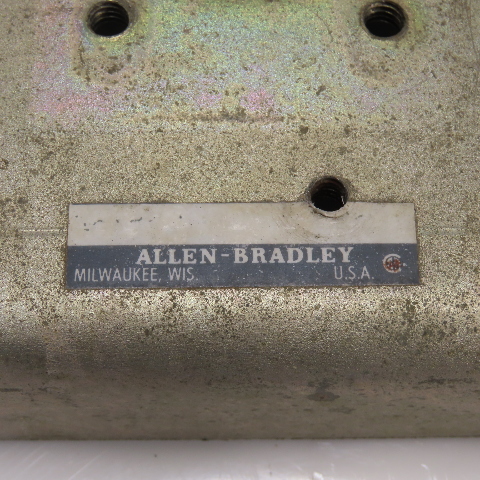 ALLEN-BRADLEY
MILWAUKEE, WIS. U.S.A.